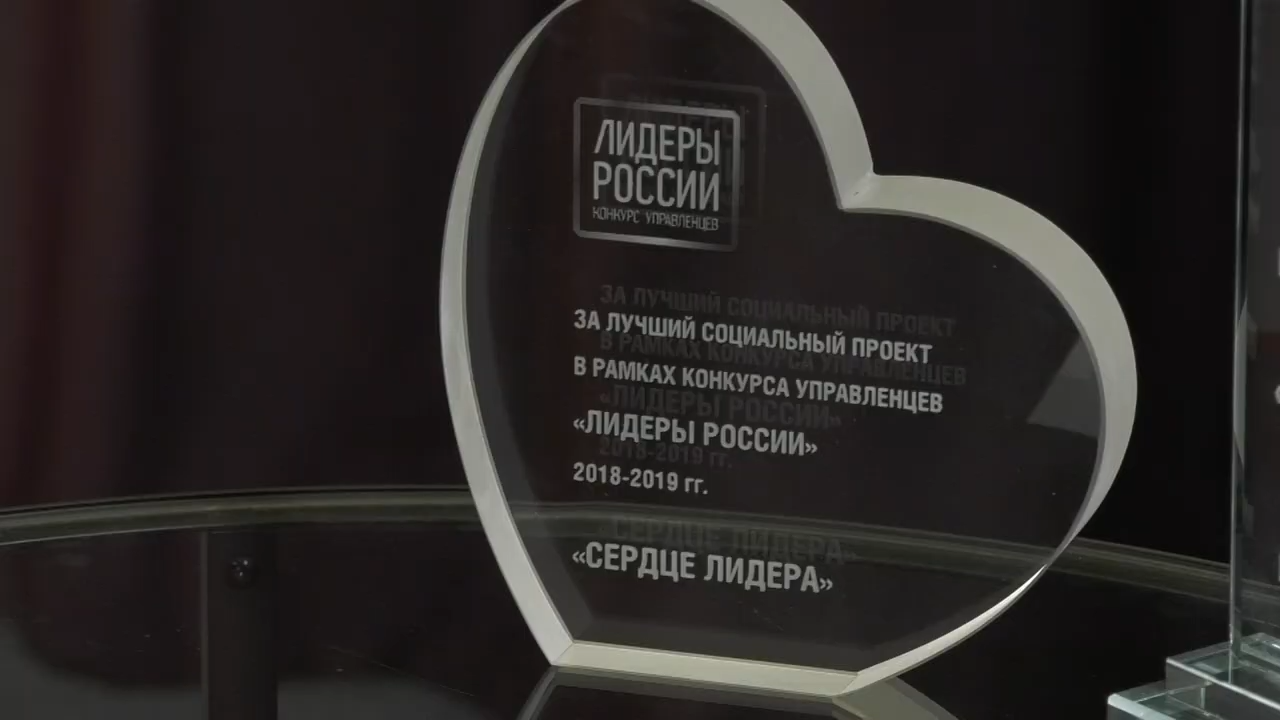 ЛИДЕРЫ
РОССИИ
КОНКУРС УПРАВЛЕНЦЕВ
ЗА ЛУЧШИЙ СОЦИАЛЬНЫЙ ПРОЕКТ
В РАМКАХ КОНКУРСА УПРАВЛЕНЦЕВ
«ЛИДЕРЫ РОССИИ»
2018-2019 гг.
«СЕРДЦЕ ЛИДЕРА»